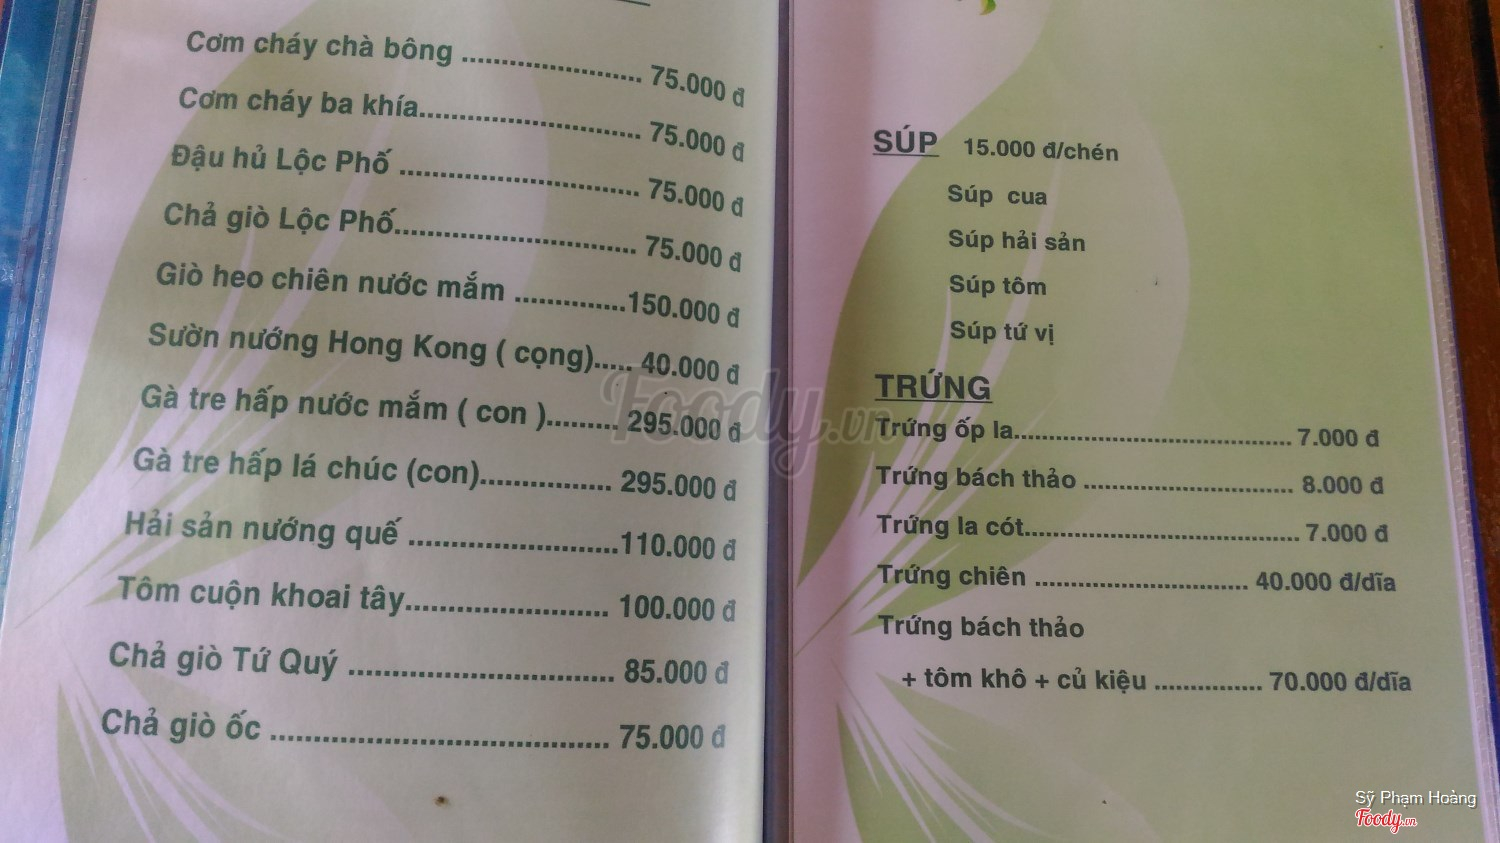 Cơm cháy chà bông ........................ 75.000 đ
Cơm cháy ba khía.............................. 75.000 đ
Đậu hủ Lộc Phố ................................ 75.000 đ
Chả giò Lộc Phố................................. 75.000 đ
Giò heo chiên nước mắm ...............150.000 đ
Sườn nướng Hong Kong ( cọng)..... 40.000 đ
Gà tre hấp nước mắm ( con )......... 295.000 đ
Gà tre hấp lá chúc (con)................. 295.000 đ
Hải sản nướng quế ...........................110.000 đ
Tôm cuộn khoai tây.......................... 100.000 đ
Chả giò Tứ Quý .................................. 85.000 đ
Chả giò ốc .......................................... 75.000 đ
SÚP 15.000 đ/chén
Súp cua
Súp hải sản
Súp tôm
Súp tứ vị
TRỨNG
Trứng ốp la.................................... 7.000 đ
Trứng bách thảo ........................... 8.000 đ
Trứng la cót................................... 7.000 đ
Trứng chiên ............................ 40.000 đ/dĩa
Trứng bách thảo
+ tôm khô + củ kiệu ................ 70.000 đ/dĩa
Foody.vn
Sỹ Phạm Hoảng
Foody.vn